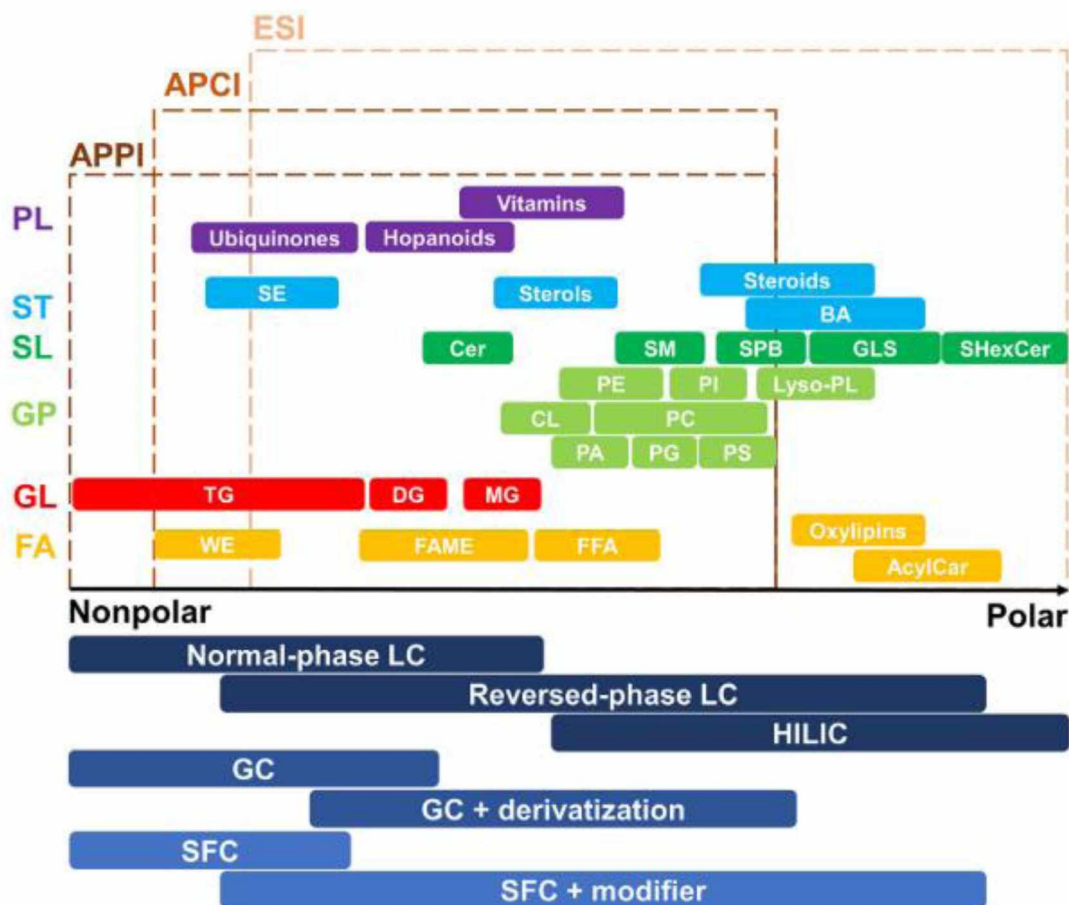 ESI
APCI
APPI
PL
Vitamins
Ubiquinones Hopanoids
ST
SE Sterols Steroids
BA
SL
Cer SM SPB GLS SHexCer
GP
PE PI Lyso-PL
CL PC
PA PG PS
GL
TG DG MG
FA
WE FAME FFA Oxylipins
AcylCar
Nonpolar Polar
Normal-phase LC
Reversed-phase LC
HILIC
GC
GC + derivatization
SFC
SFC + modifier